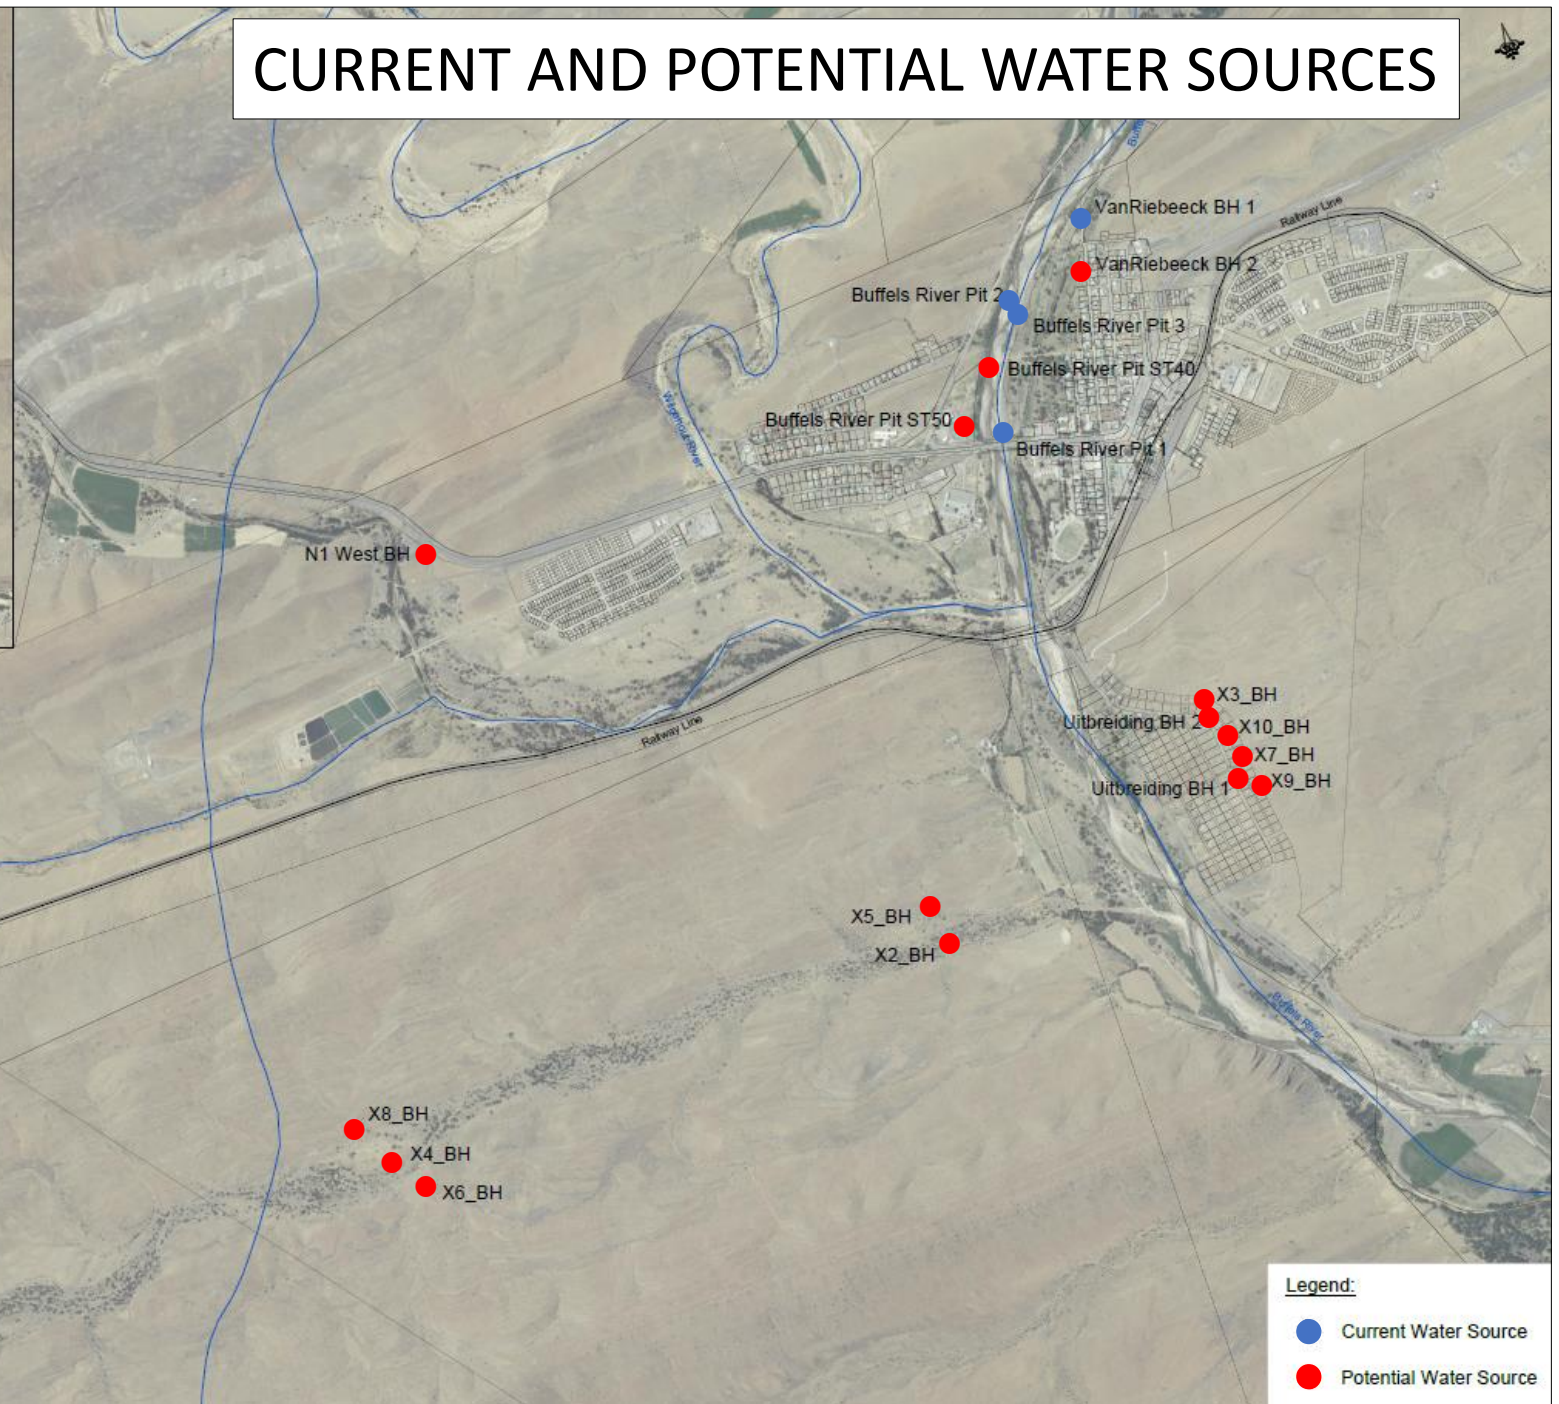 CURRENT AND POTENTIAL WATER SOURCES
VanRiebeeck BH 1
Railway Line
VanRiebeeck BH 2
Buffels River Pit 2
Buffels River Pit 3
Buffels River Pit ST40
Buffels River Pit ST50
Buffels River Pit 1
River
N1 West BH
X3_BH
Uitbreiding BH 2
X10_BH
Railway Line
X7_BH
X9_BH
Uitbreiding BH 1
X5_BH
X2_BH
Buffels River
X8_BH
X4_BH
X6_BH
Legend:
Current Water Source
Potential Water Source